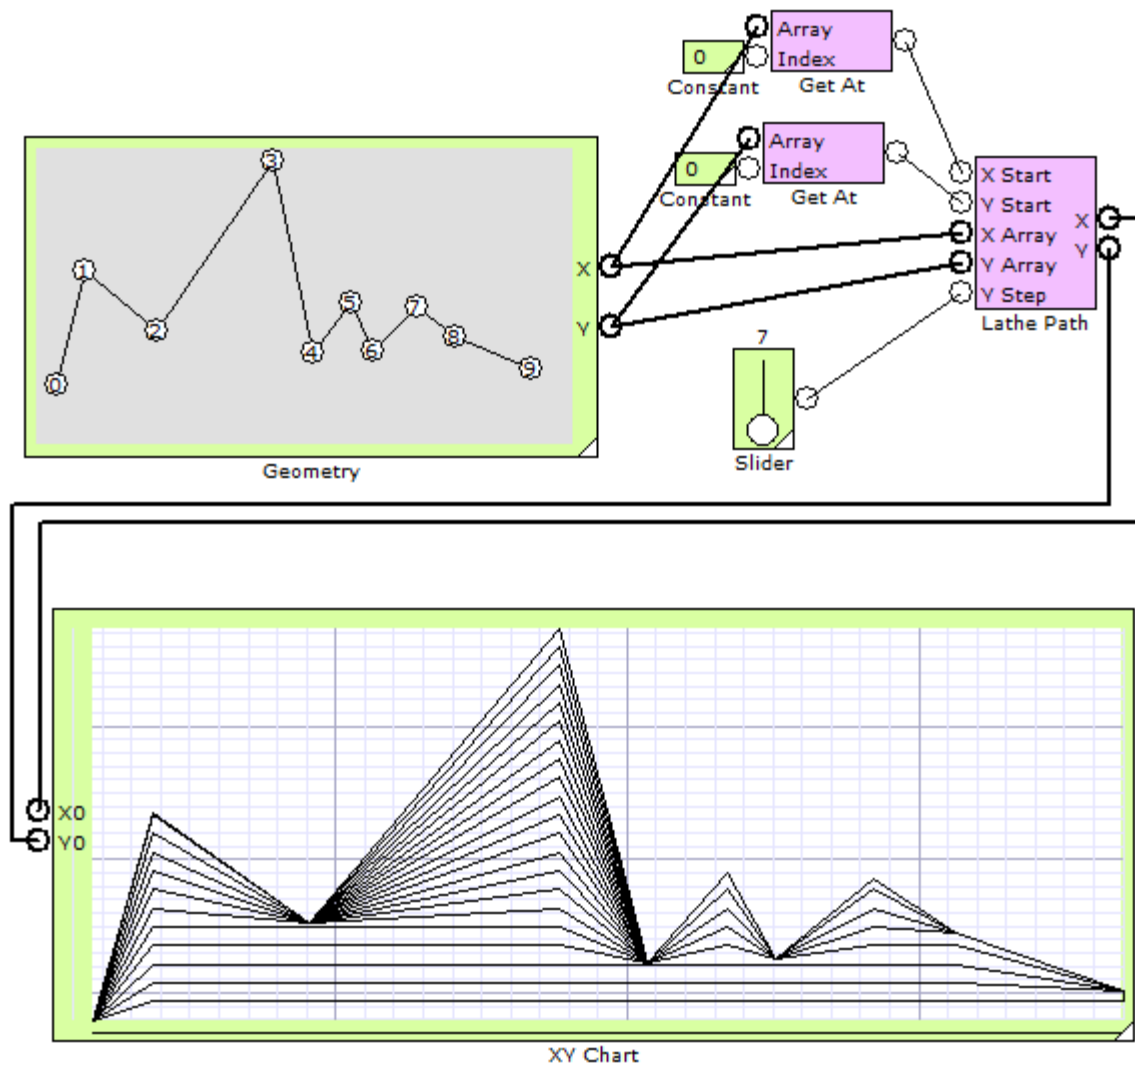 Array
0
Index
Constant
Get At
Array
0
Index
Constant
Get At
X Start
Y Start
X Array
Y Array
Y Step
X
Y
Lathe Path
0
1
2
3
4
5
6
7
8
9
X
Y
Geometry
7
Slider
X0
Y0
XY Chart